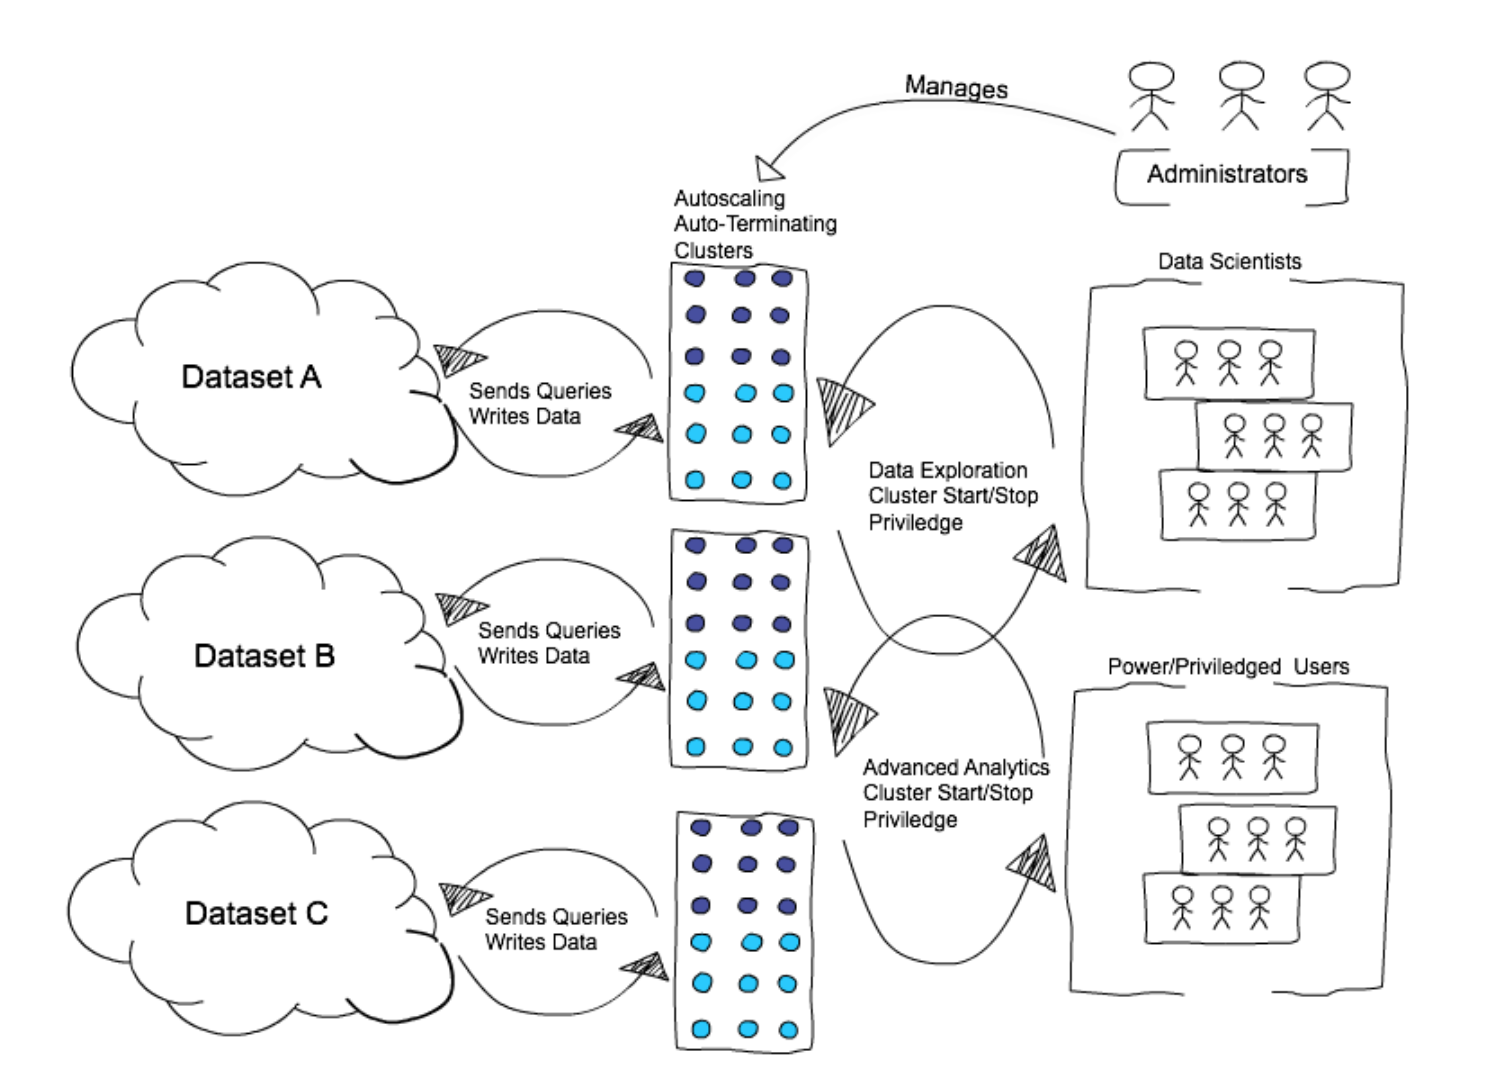 Manages
Administrators
Autoscaling
Auto-Terminating
Clusters
Data Scientists
Dataset A
Sends Queries
Writes Data
Data Exploration
Cluster Start/Stop
Priviledge
Dataset B
Sends Queries
Writes Data
Power/Priviledged Users
Advanced Analytics
Cluster Start/Stop
Priviledge
Dataset C
Sends Queries
Writes Data